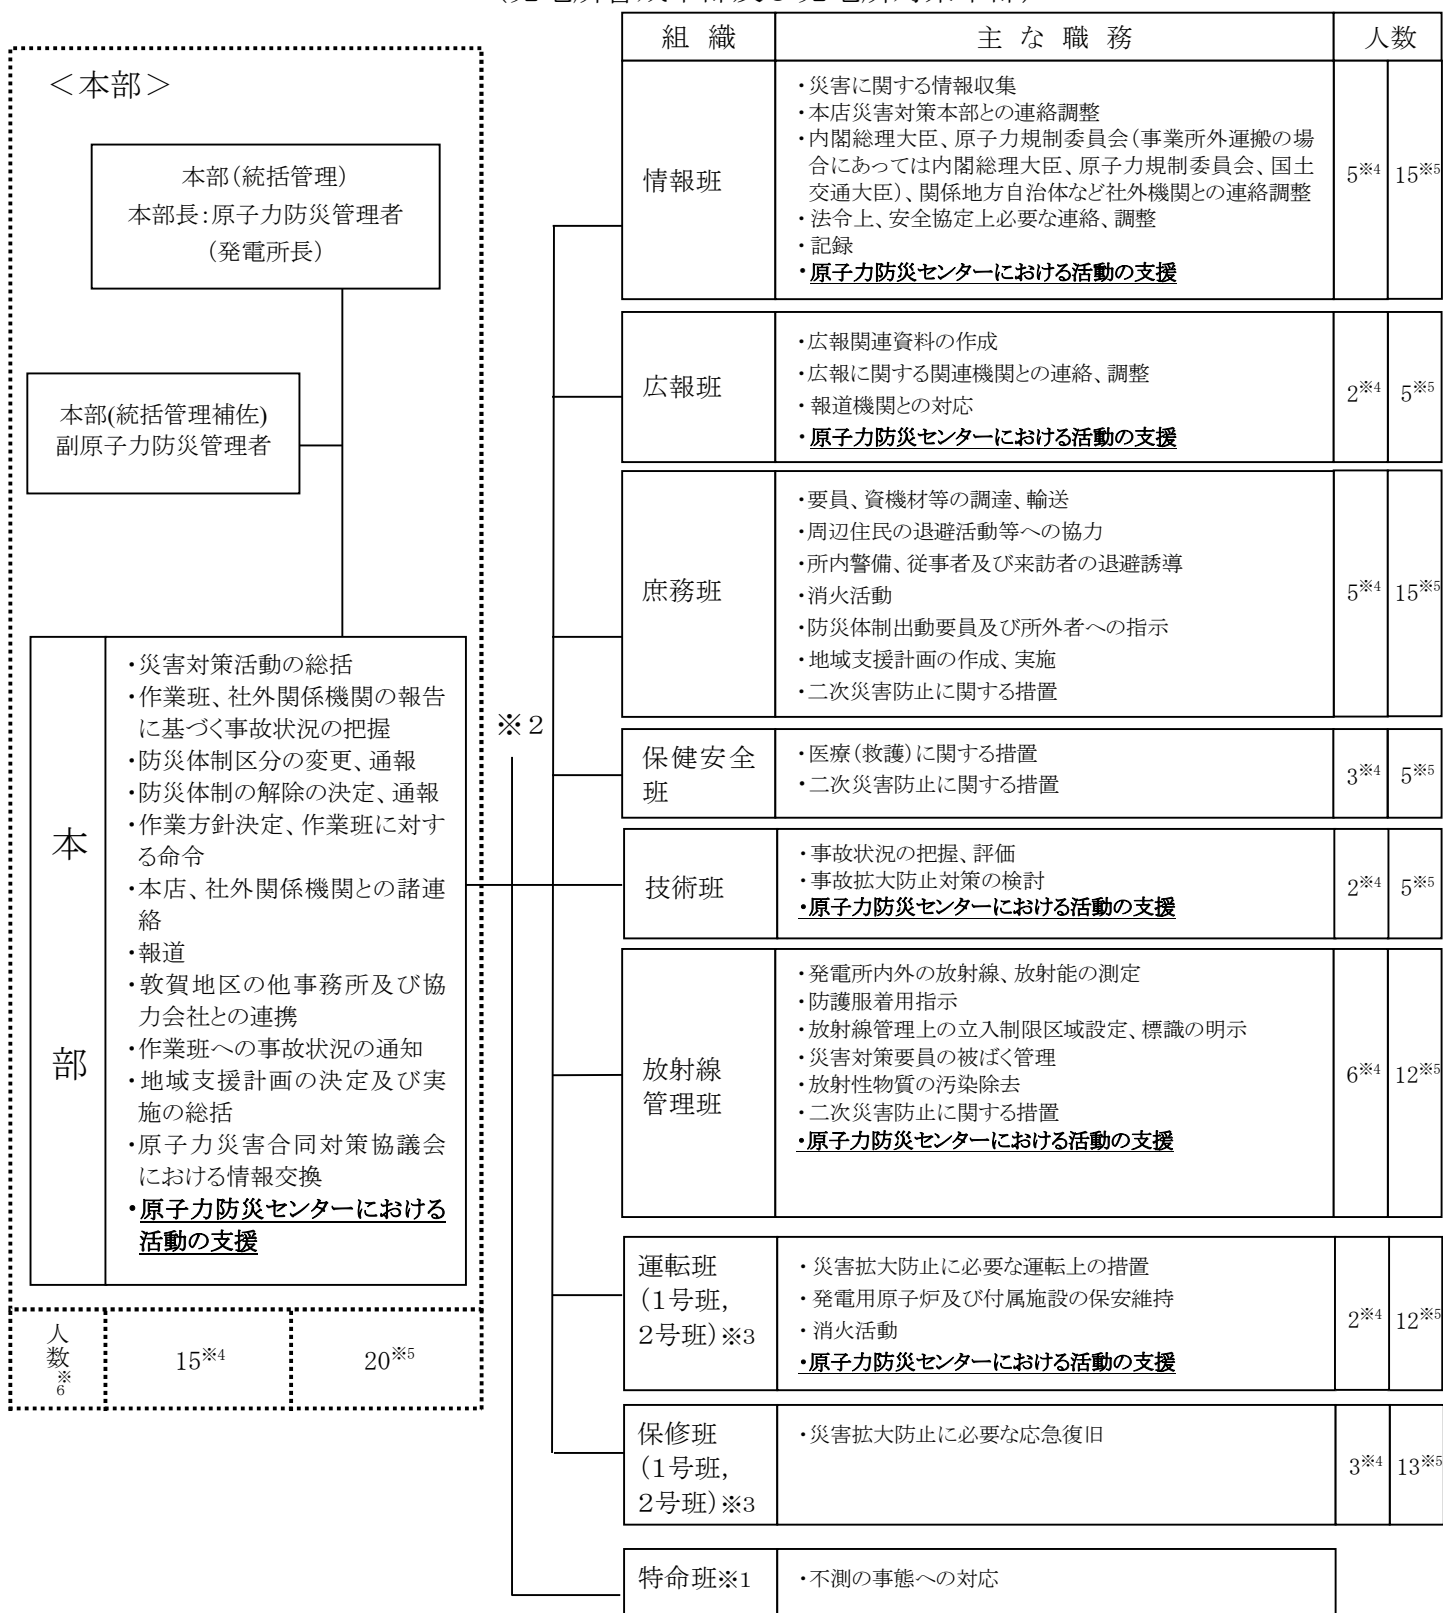 組 織
主 な 職 務
人数
＜本部＞
本部（統括管理）
本部長：原子力防災管理者
（発電所長）
本部(統括管理補佐)
副原子力防災管理者
本
部
・災害対策活動の総括
・作業班、社外関係機関の報告
に基づく事故状況の把握
・防災体制区分の変更、通報
・防災体制の解除の決定、通報
・作業方針決定、作業班に対す
る命令
・本店、社外関係機関との諸連
絡
・報道
・敦賀地区の他事務所及び協
力会社との連携
・作業班への事故状況の通知
・地域支援計画の決定及び実
施の総括
・原子力災害合同対策協議会
における情報交換
・原子力防災センターにおける
活動の支援
人数※6
15※4
20※5
※２
情報班
・災害に関する情報収集
・本店災害対策本部との連絡調整
・内閣総理大臣、原子力規制委員会（事業所外運搬の場
合にあっては内閣総理大臣、原子力規制委員会、国土
交通大臣）、関係地方自治体など社外機関との連絡調整
・法令上、安全協定上必要な連絡、調整
・記録
・原子力防災センターにおける活動の支援
5※4
15※5
広報班
・広報関連資料の作成
・広報に関する関連機関との連絡、調整
・報道機関との対応
・原子力防災センターにおける活動の支援
2※4
5※5
庶務班
・要員、資機材等の調達、輸送
・周辺住民の退避活動等への協力
・所内警備、従事者及び来訪者の退避誘導
・消火活動
・防災体制出動要員及び所外者への指示
・地域支援計画の作成、実施
・二次災害防止に関する措置
5※4
15※5
保健安全
班
・医療（救護）に関する措置
・二次災害防止に関する措置
3※4
5※5
技術班
・事故状況の把握、評価
・事故拡大防止対策の検討
・原子力防災センターにおける活動の支援
2※4
5※5
放射線
管理班
・発電所内外の放射線、放射能の測定
・防護服着用指示
・放射線管理上の立入制限区域設定、標識の明示
・災害対策要員の被ばく管理
・放射性物質の汚染除去
・二次災害防止に関する措置
・原子力防災センターにおける活動の支援
6※4
12※5
運転班
（１号班，
２号班）※3
・災害拡大防止に必要な運転上の措置
・発電用原子炉及び付属施設の保安維持
・消火活動
・原子力防災センターにおける活動の支援
2※4
12※5
保修班
（１号班，
２号班）※3
・災害拡大防止に必要な応急復旧
3※4
13※5
特命班※1
・不測の事態への対応